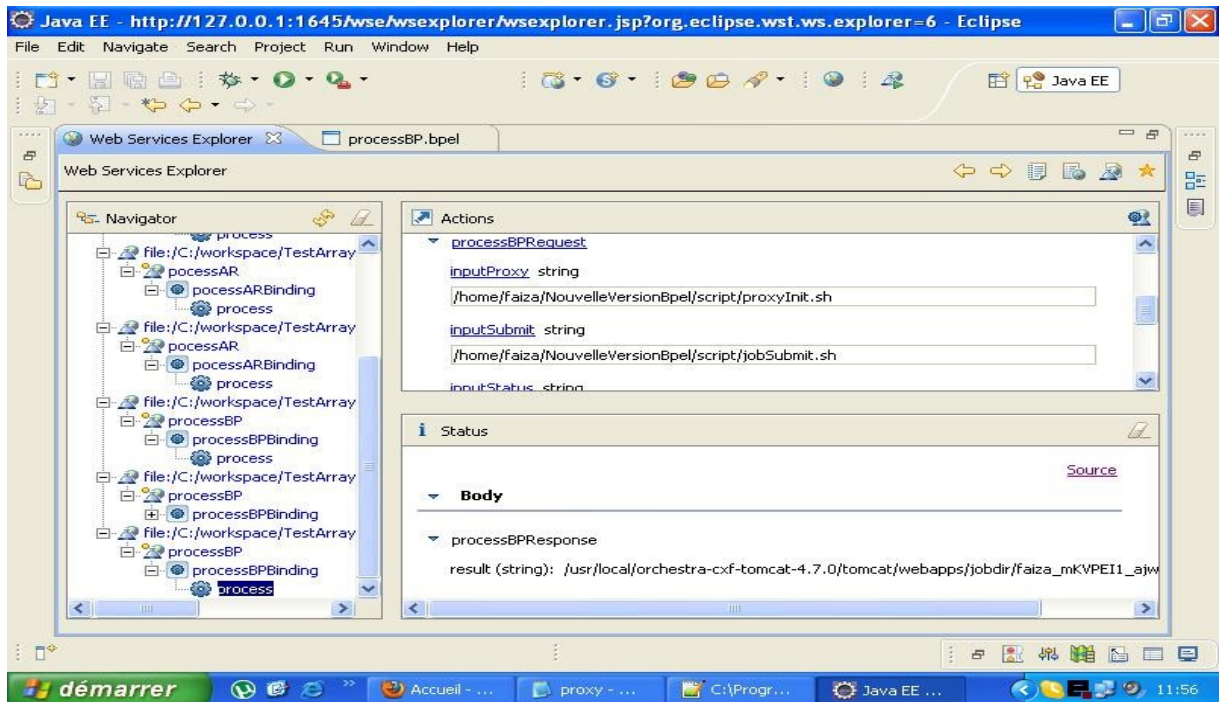 Java EE - http://127.0.0.1:1645/wse/wsexplorer/wsexplorer.jsp?org.eclipse.wst.ws.explorer=6 - Eclipse
File Edit Navigate Search Project Run Window Help
Java EE
Web Services Explorer
processBP.bpel
Web Services Explorer
Navigator
process
file:/C:/workspace/TestArray
pocessAR
pocessARBinding
process
file:/C:/workspace/TestArray
pocessAR
pocessARBinding
process
file:/C:/workspace/TestArray
processBP
processBPBinding
process
file:/C:/workspace/TestArray
processBP
processBPBinding
file:/C:/workspace/TestArray
processBP
processBPBinding
process
Actions
processBPRequest
inputProxy string
/home/faiza/NouvelleVersionBpel/script/proxyInit.sh
inputSubmit string
/home/faiza/NouvelleVersionBpel/script/jobSubmit.sh
inputStatus string
Status
Source
Body
processBPResponse
result (string): /usr/local/orchestra-cxf-tomcat-4.7.0/tomcat/webapps/jobdir/faiza_mKVPEI1_ajw
démarrer
Accueil - ...
proxy - ...
C:\Progr...
Java EE ...
11:56